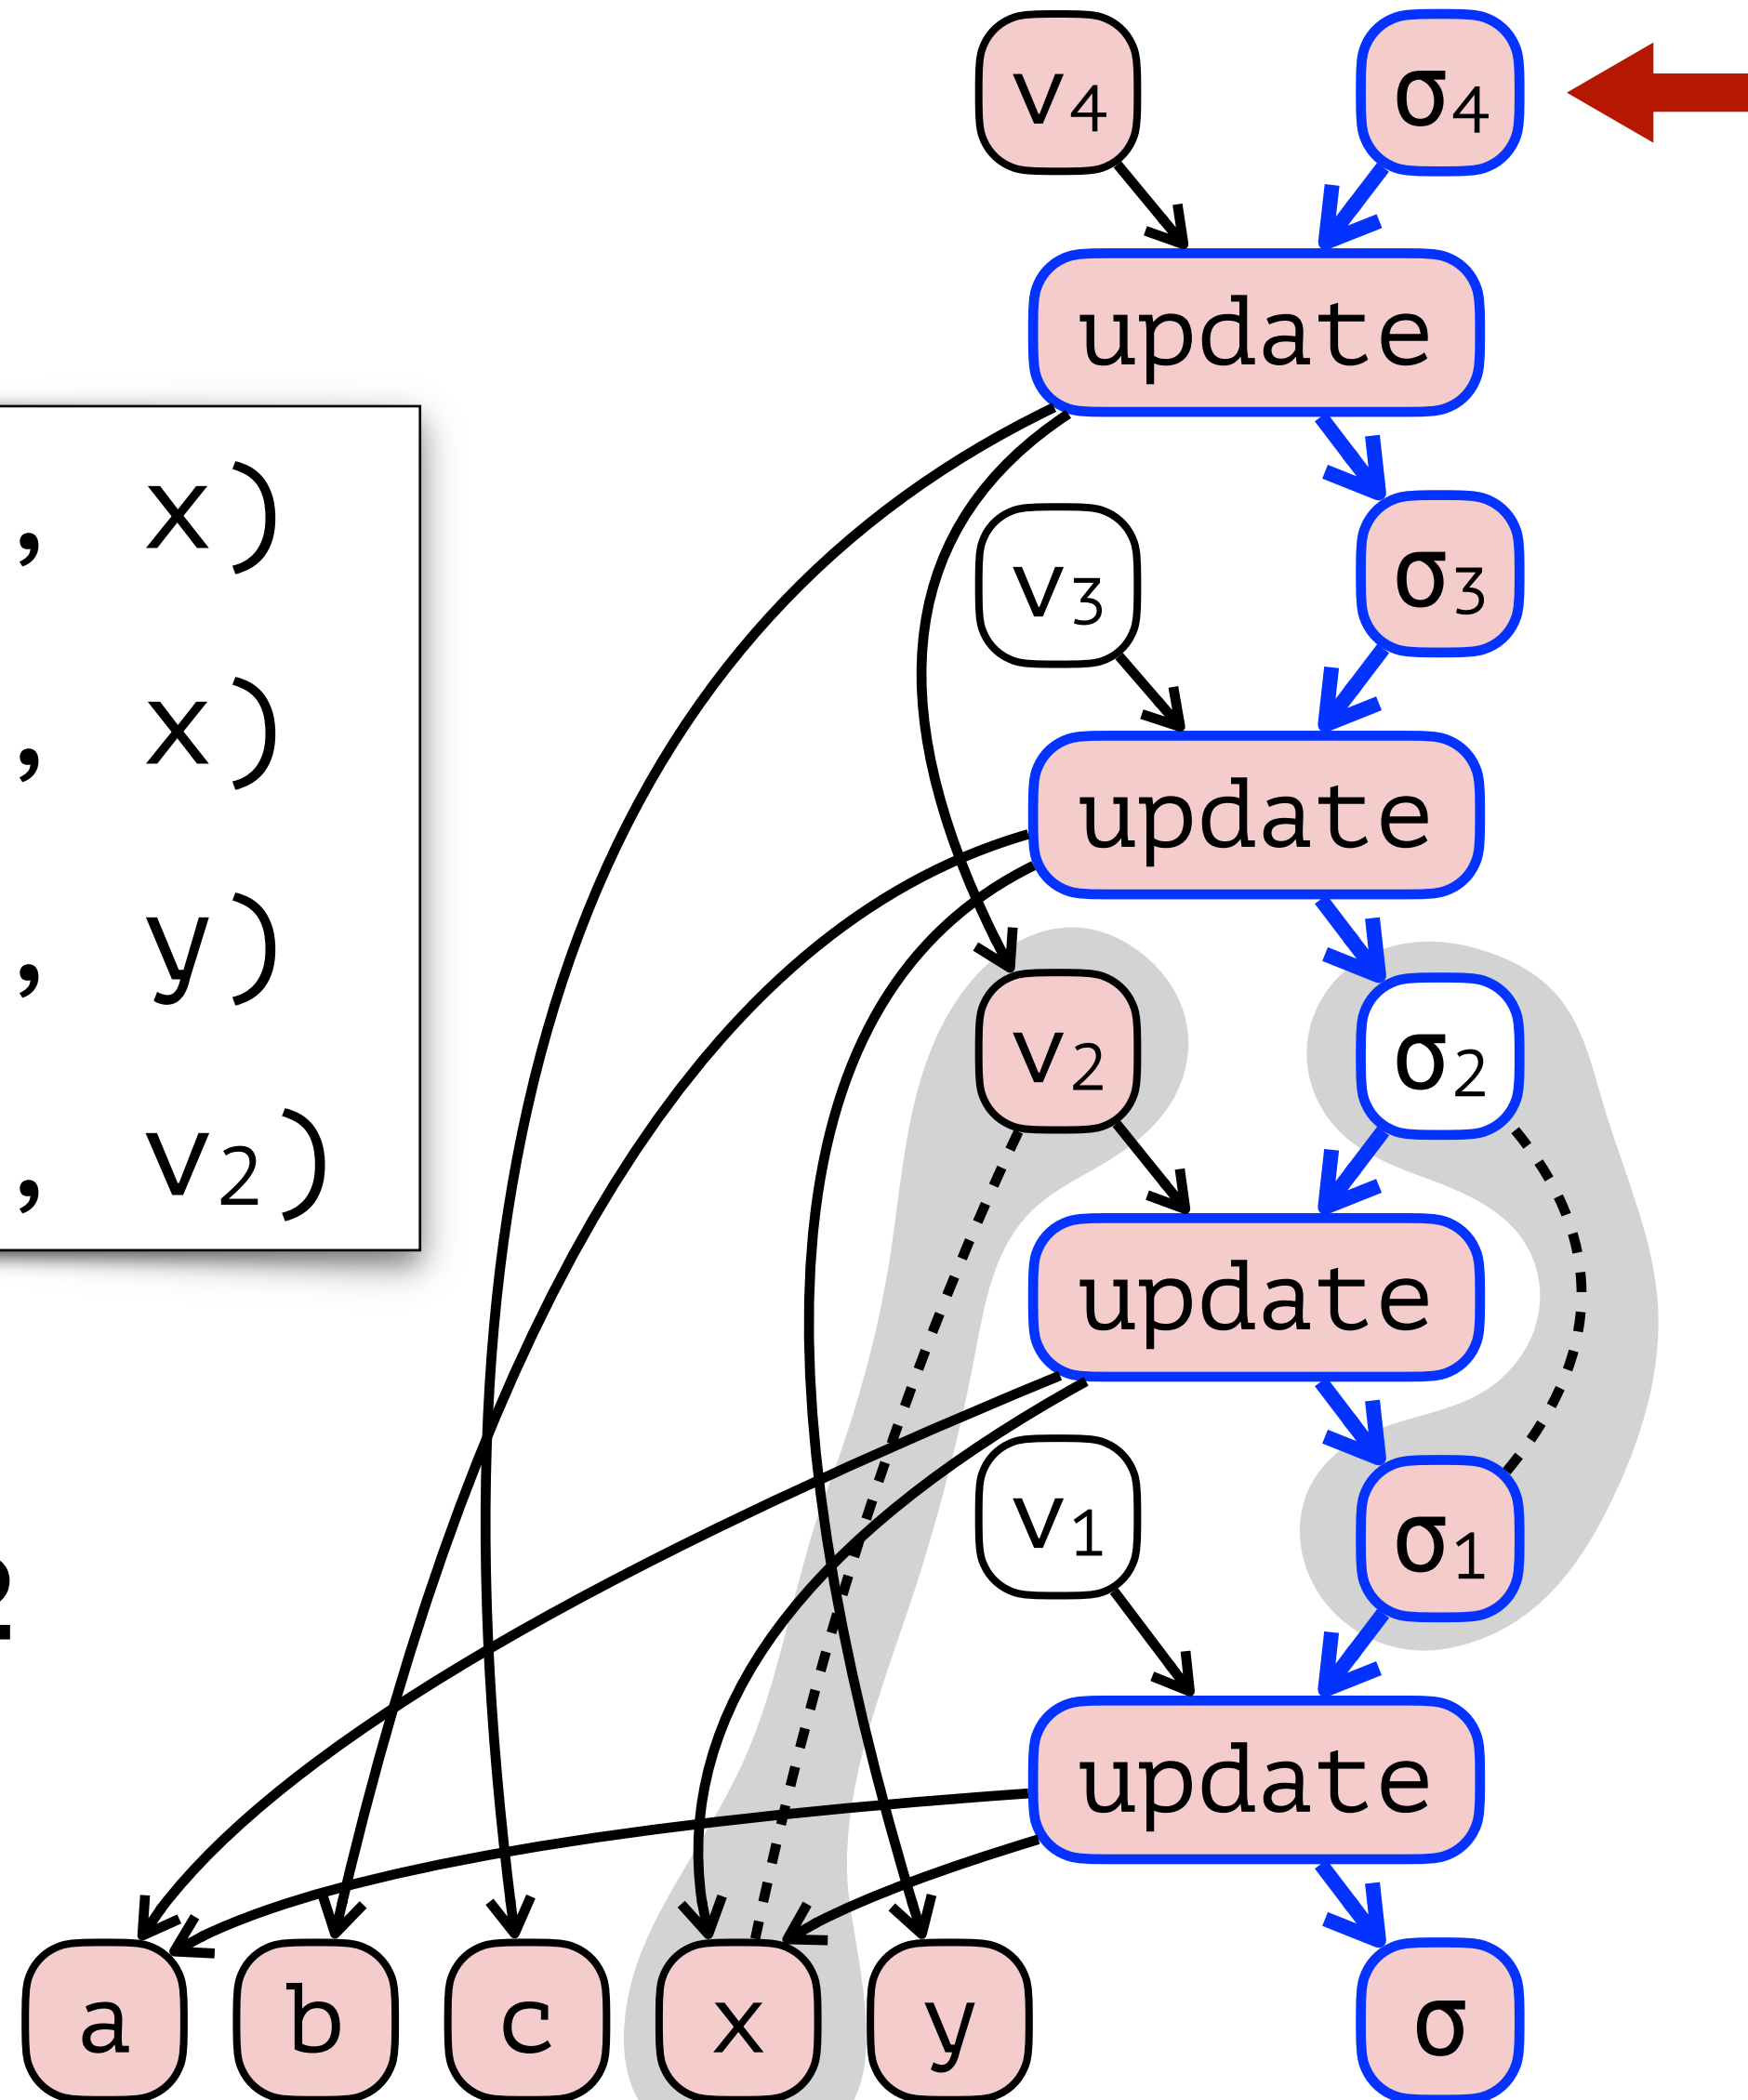 v4 σ4
update
, x)
v3 σ3
, x)
update
, y)
v2 σ2
, v2)
update
v1 σ1
update
a b c x y σ